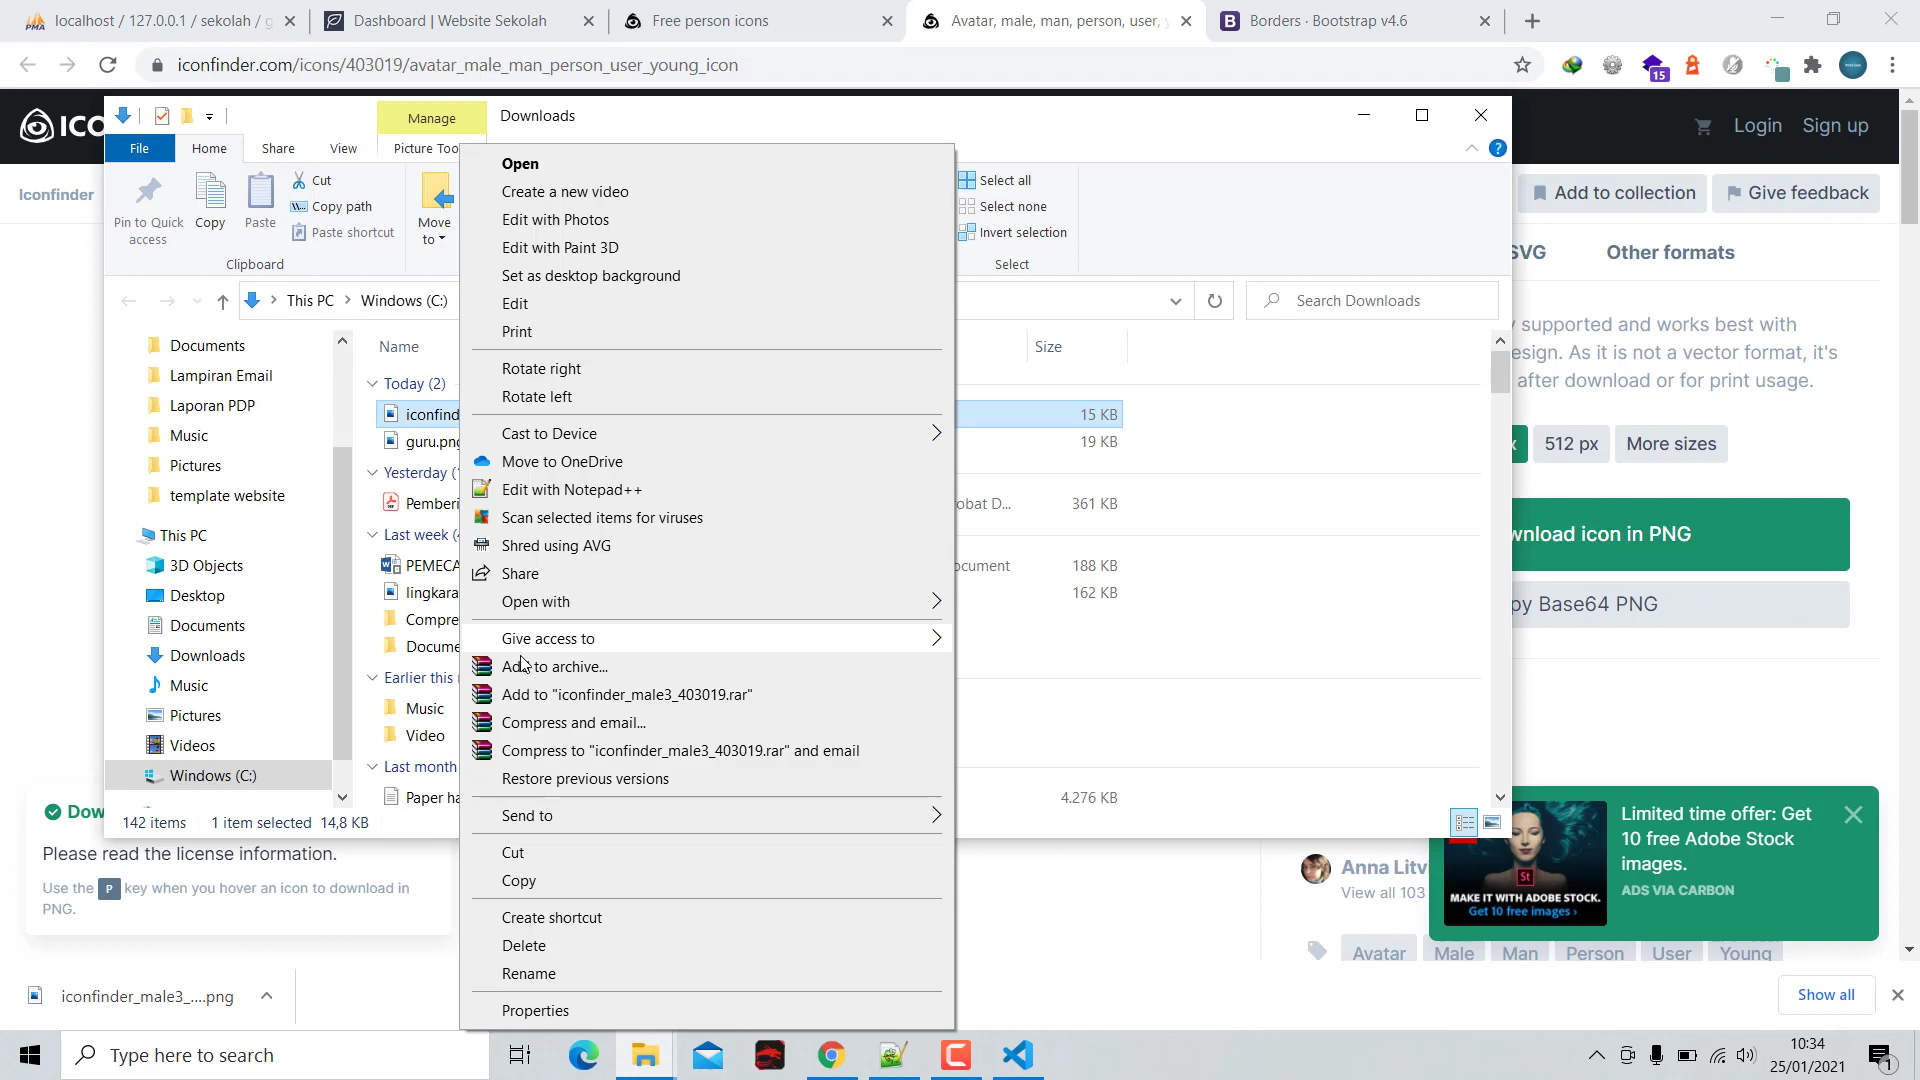 localhost / 127.0.0.1 / sekolah / g
Dashboard | Website Sekolah
Free person icons
Avatar, male, man, person, user, y
Borders · Bootstrap v4.6
iconfinder.com/icons/403019/avatar_male_man_person_user_young_icon
15
ICO
Login
Sign up
Manage
Downloads
File
Home
Share
View
Picture Too
Iconfinder
Add to collection
Give feedback
Pin to Quick access
Copy
Paste
Cut
Copy path
Paste shortcut
Move to
Clipboard
Select all
Select none
Invert selection
Select
SVG
Other formats
This PC
Windows (C:)
Search Downloads
Open
Create a new video
Edit with Photos
Edit with Paint 3D
Set as desktop background
Edit
Print
Rotate right
Rotate left
Cast to Device
Move to OneDrive
Edit with Notepad++
Scan selected items for viruses
Shred using AVG
Share
Open with
Give access to
Add to archive...
Add to "iconfinder_male3_403019.rar"
Compress and email...
Compress to "iconfinder_male3_403019.rar" and email
Restore previous versions
Send to
Cut
Copy
Create shortcut
Delete
Rename
Properties
Documents
Lampiran Email
Laporan PDP
Music
Pictures
template website
This PC
3D Objects
Desktop
Documents
Downloads
Music
Pictures
Videos
Windows (C:)
Name
Size
Today (2)
iconfind
15 KB
guru.png
19 KB
Yesterday (
Pemberi
obat D...
361 KB
Last week (4
PEMECA
ocument
188 KB
lingkara
162 KB
Compre
Docume
Earlier this
Music
Video
Last month
Paper ha
4.276 KB
142 items
1 item selected
14,8 KB
y supported and works best with
esign. As it is not a vector format, it's
after download or for print usage.
x
512 px
More sizes
wnload icon in PNG
py Base64 PNG
Dow
Please read the license information.
Use the P key when you hover an icon to download in
PNG.
Anna Litv
View all 103
Limited time offer: Get
10 free Adobe Stock
images.
ADS VIA CARBON
St
MAKE IT WITH ADOBE STOCK.
Get 10 free images ›
Avatar
Male
Man
Person
User
Young
iconfinder_male3_....png
Show all
Type here to search
10:34
25/01/2021
1